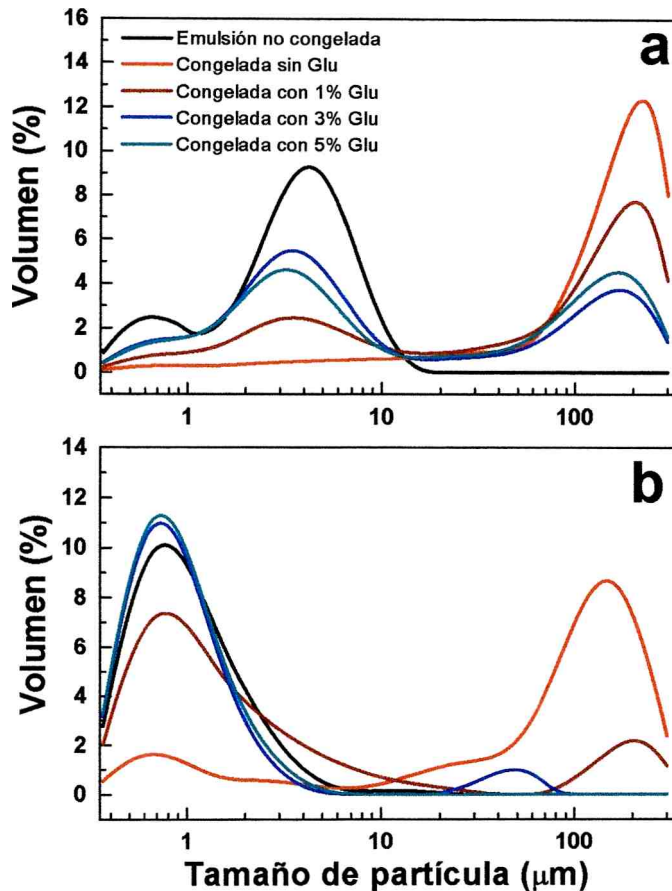 16
14
12
10
8
6
4
2
0
Volumen (%)
Emulsión no congelada
Congelada sin Glu
Congelada con 1% Glu
Congelada con 3% Glu
Congelada con 5% Glu
a
1
10
100
14
12
10
8
6
4
2
0
Volumen (%)
b
1
10
100
Tamaño de partícula (μm)